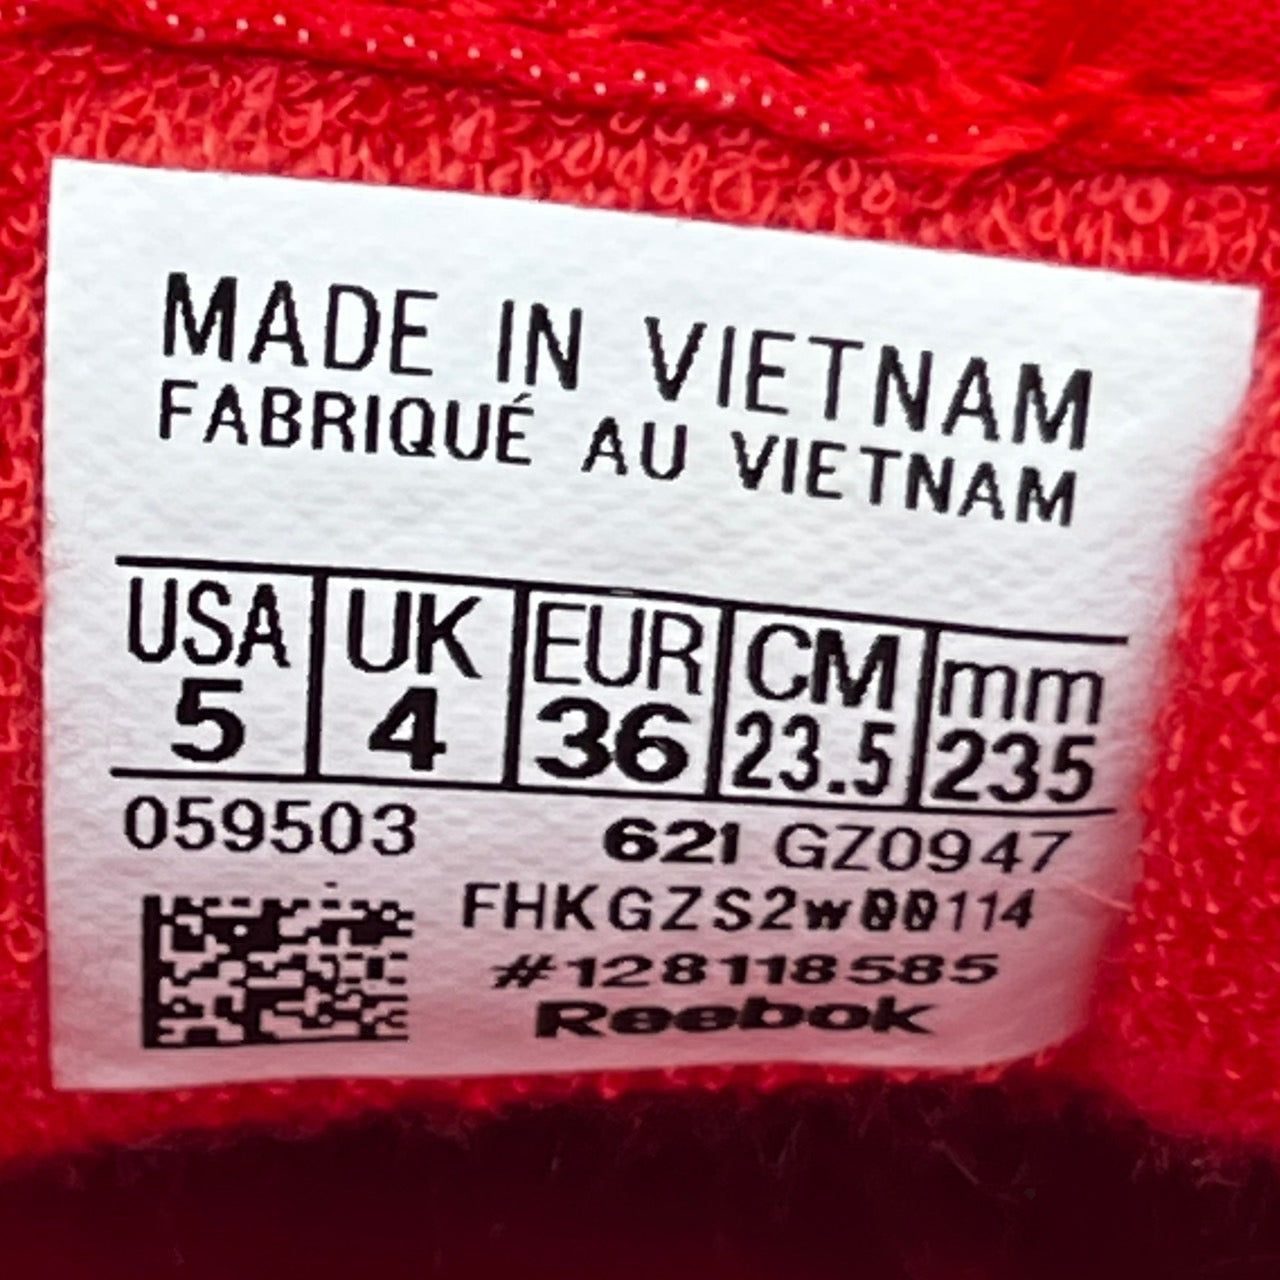 MADE IN VIETNAM
FABRIQUÉ AU VIETNAM
USA UK EUR CM mm
5 4 36 23.5 235
059503 621 GZ0947
FHKGZS2w00114
#128118585
Reebok